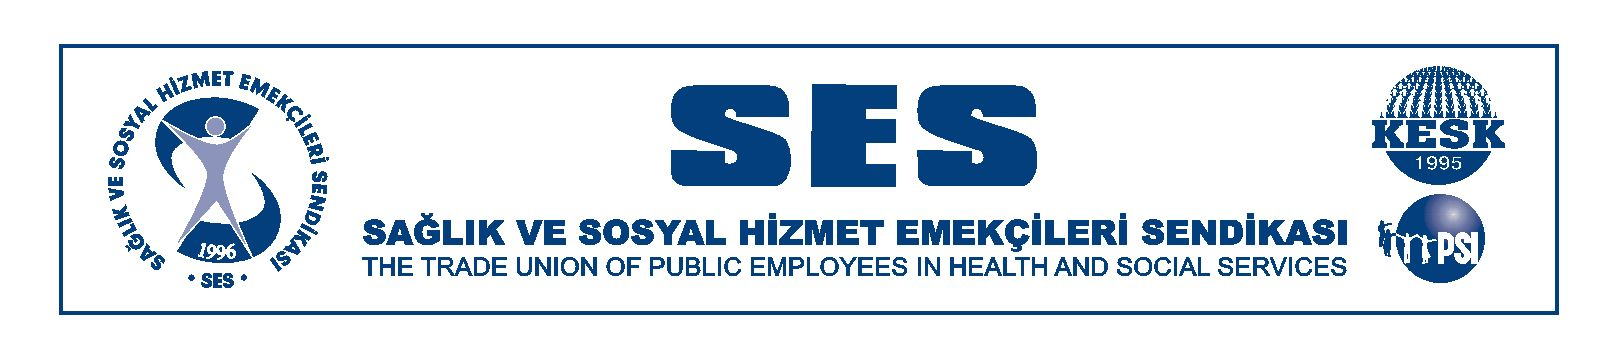 SAĞLIK VE SOSYAL HİZMET EMEKÇİLERİ SENDİKASI
1996
• SES •
SES
SAĞLIK VE SOSYAL HİZMET EMEKÇİLERİ SENDİKASI
THE TRADE UNION OF PUBLIC EMPLOYEES IN HEALTH AND SOCIAL SERVICES
KESK
1995
PSI